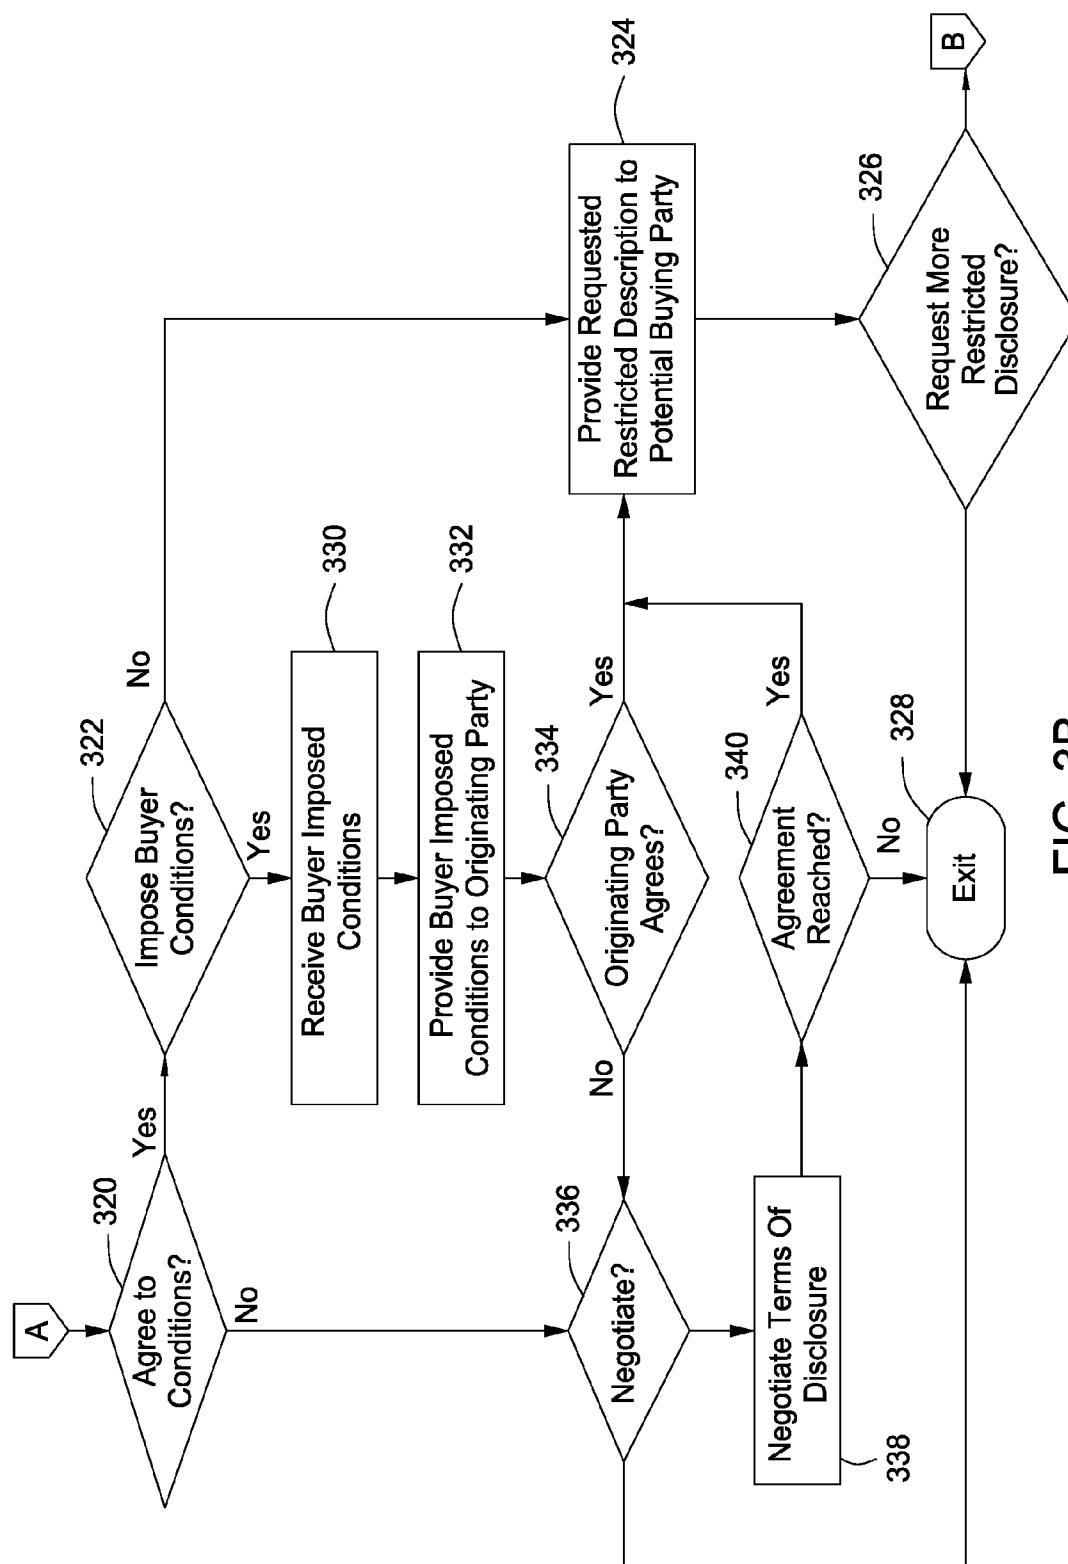 A
Agree to
Conditions?
320
Yes
No
Impose Buyer
Conditions?
322
No
Yes
Receive Buyer Imposed
Conditions
330
Provide Buyer Imposed
Conditions to Originating Party
332
Originating Party
Agrees?
334
Yes
No
Negotiate?
336
Negotiate Terms Of
Disclosure
338
Agreement
Reached?
340
Yes
No
Exit
328
Provide Requested
Restricted Description to
Potential Buying Party
324
Request More
Restricted
Disclosure?
326
B